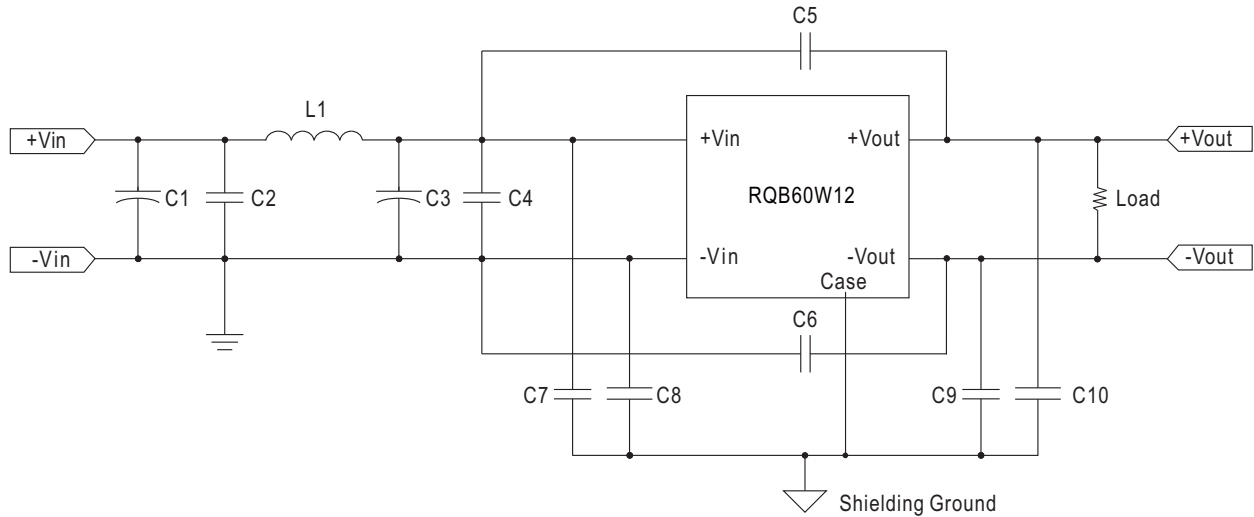 C5
L1
+Vin
+Vin
+Vout
+Vout
C1
C2
C3
C4
RQB60W12
Load
-Vin
-Vin
-Vout
-Vout
Case
C6
C7
C8
C9
C10
Shielding Ground